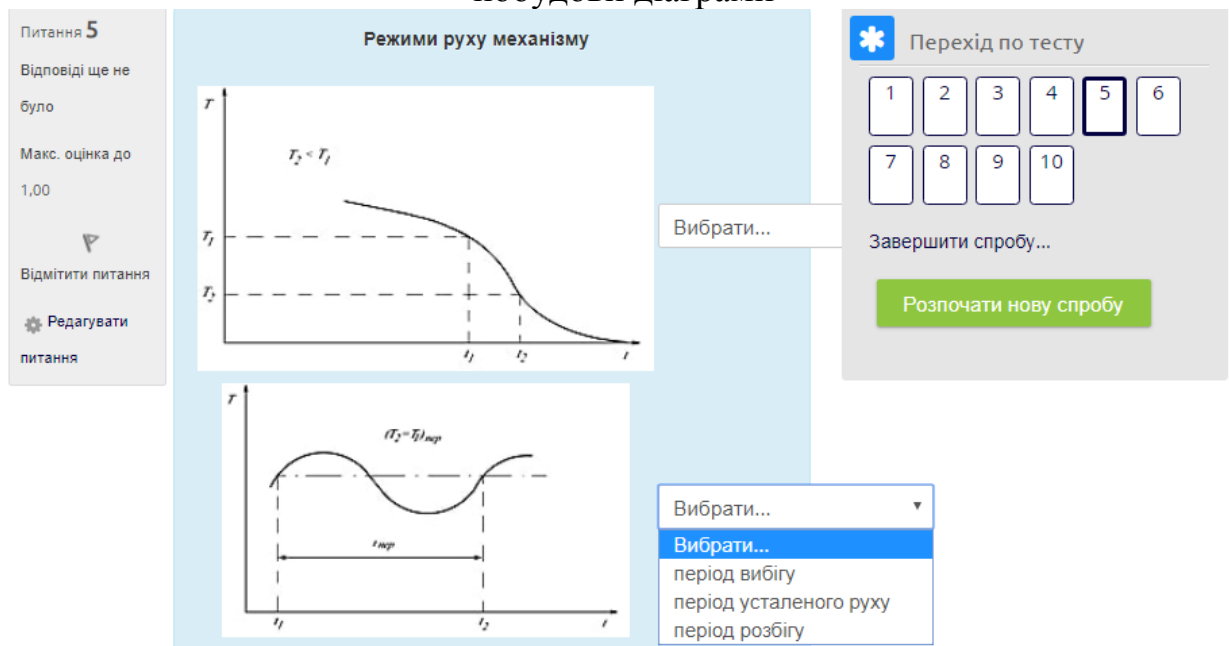 побудови діаграми
Питання 5
Відповіді ще не
було
Макс. оцінка до
1,00
Відмітити питання
Редагувати
питання
Режими руху механізму
T
T2 < T1
T1
T2
t1
t2
t
Вибрати...
T
(T2=T1)пер
tпер
t1
t2
t
Вибрати...
Вибрати...
період вибігу
період усталеного руху
період розбігу
Перехід по тесту
1 2 3 4 5 6
7 8 9 10
Завершити спробу...
Розпочати нову спробу